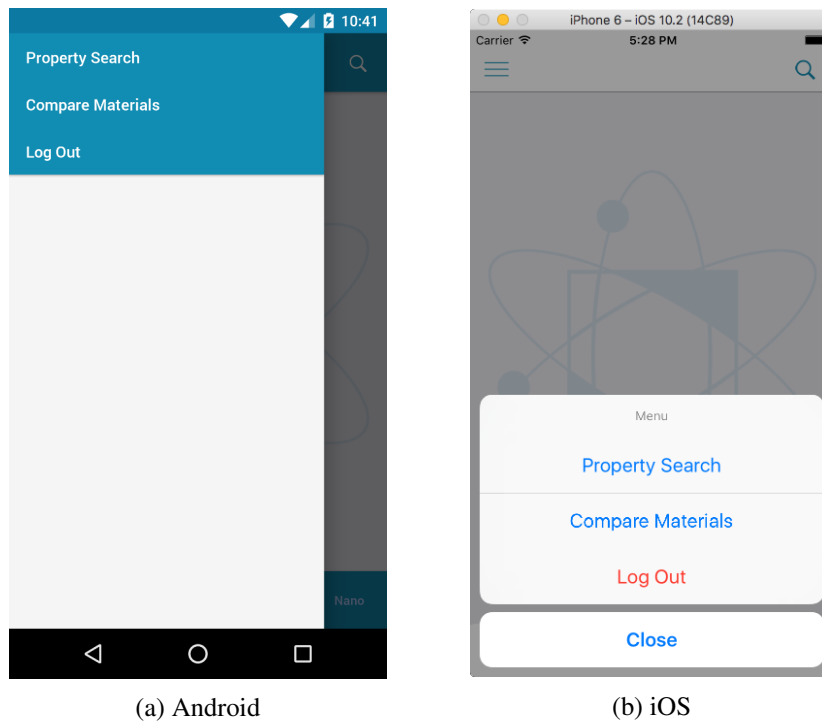 10:41
Property Search
Compare Materials
Log Out
Nano
(a) Android
iPhone 6 – iOS 10.2 (14C89)
Carrier
5:28 PM
Menu
Property Search
Compare Materials
Log Out
Close
(b) iOS